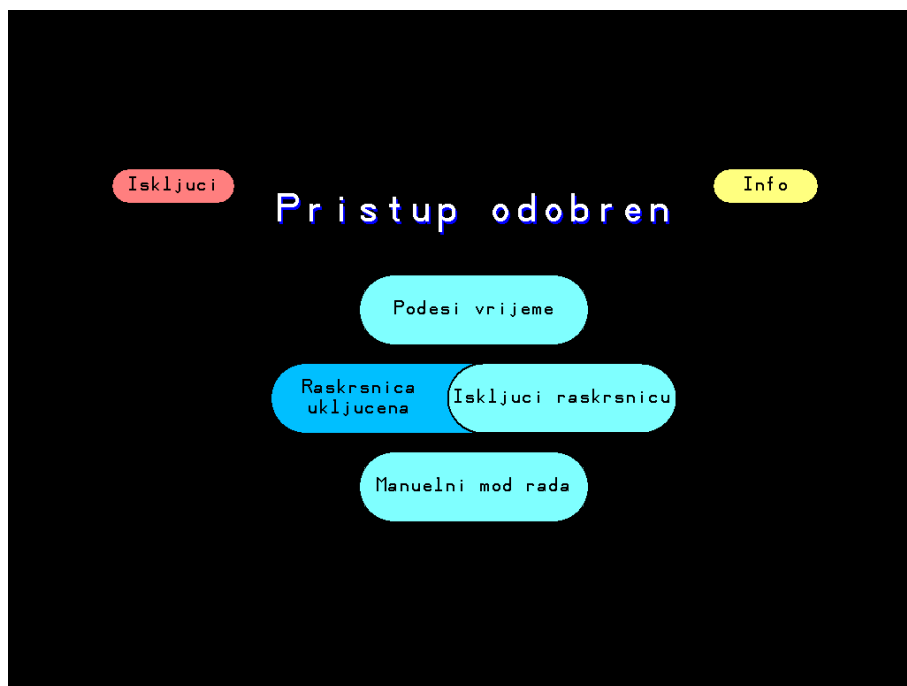 Iskljuci
Info
Pristup odobren
Podesi vrijeme
Raskrsnica
ukljucena
Iskljuci raskrsnicu
Manuelni mod rada